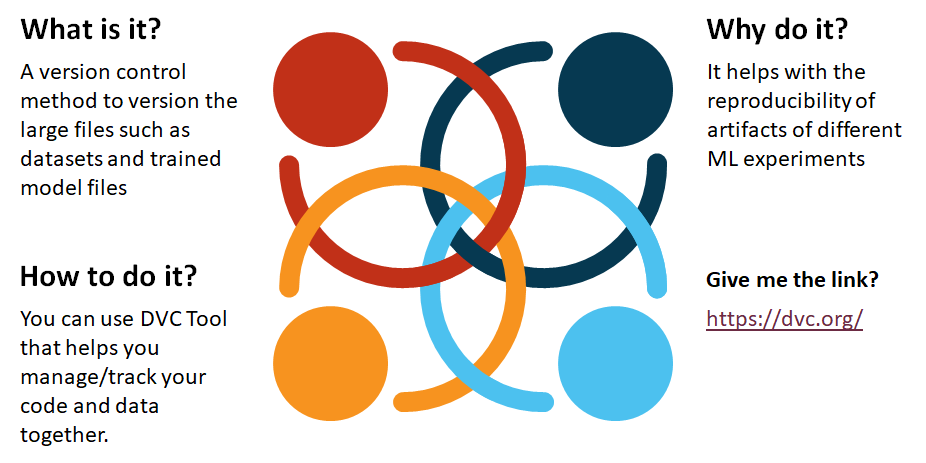 What is it?
A version control
method to version the
large files such as
datasets and trained
model files
Why do it?
It helps with the
reproducibility of
artifacts of different
ML experiments
How to do it?
You can use DVC Tool
that helps you
manage/track your
code and data
together.
Give me the link?
https://dvc.org/